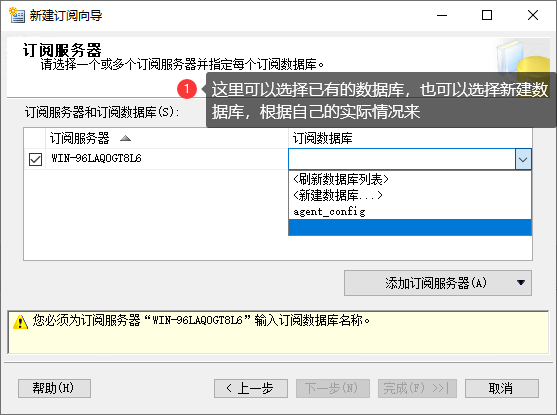 新建订阅向导
订阅服务器
请选择一个或多个订阅服务器并指定每个订阅数据库。
1
这里可以选择已有的数据库，也可以选择新建数
据库，根据自己的实际情况来
订阅服务器和订阅数据库(S):
订阅服务器 订阅数据库
WIN-96LAQOGT8L6
<刷新数据库列表>
<新建数据库...>
agent_config
添加订阅服务器(A)
您必须为订阅服务器“WIN-96LAQOGT8L6”输入订阅数据库名称。
帮助(H) < 上一步 下一步(N) 完成(F) >>| 取消